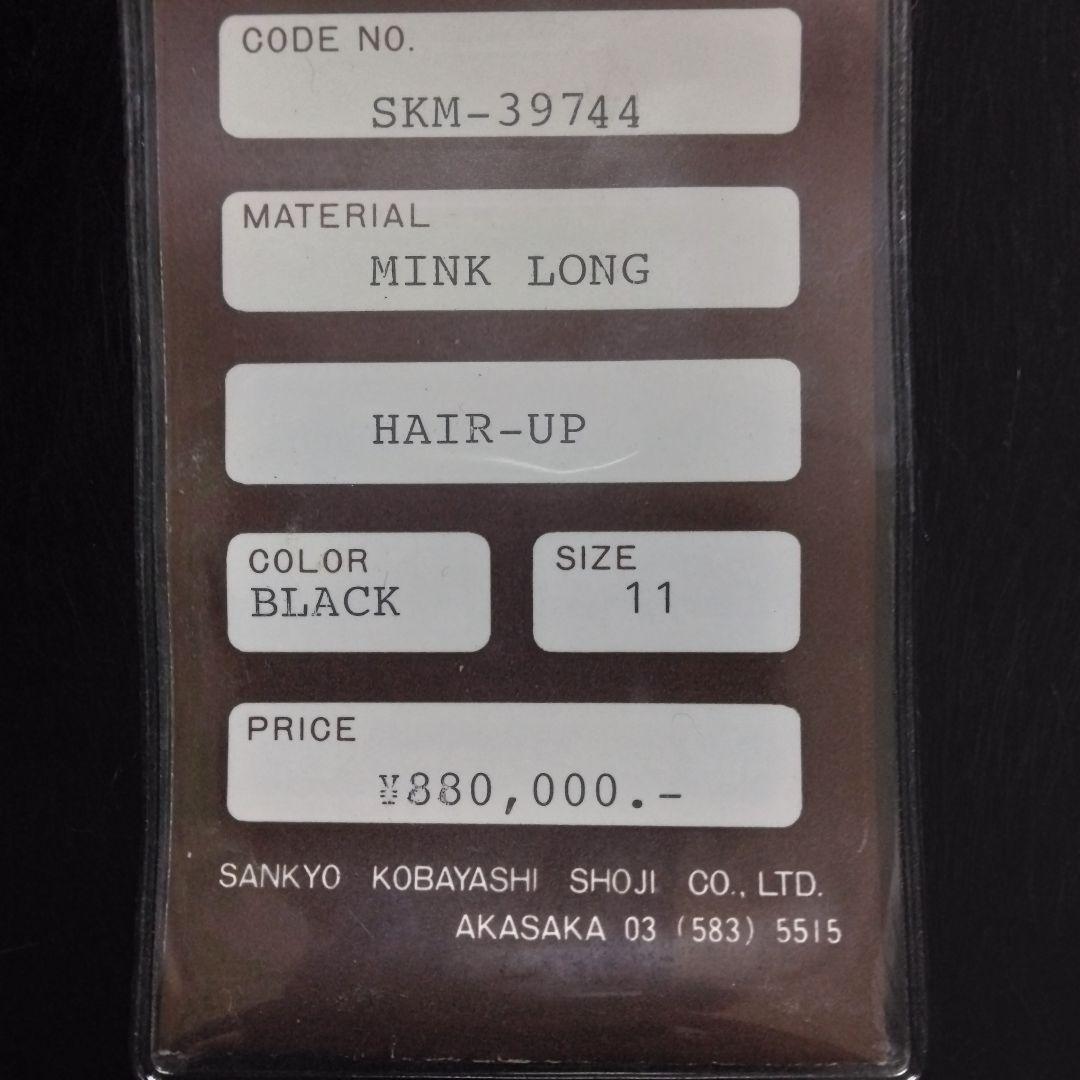 CODE NO.
SKM-39744
MATERIAL
MINK LONG
HAIR-UP
COLOR
BLACK
SIZE
11
PRICE
¥880,000.-
SANKYO KOBAYASHI SHOJI CO., LTD.
AKASAKA 03 (583) 5515